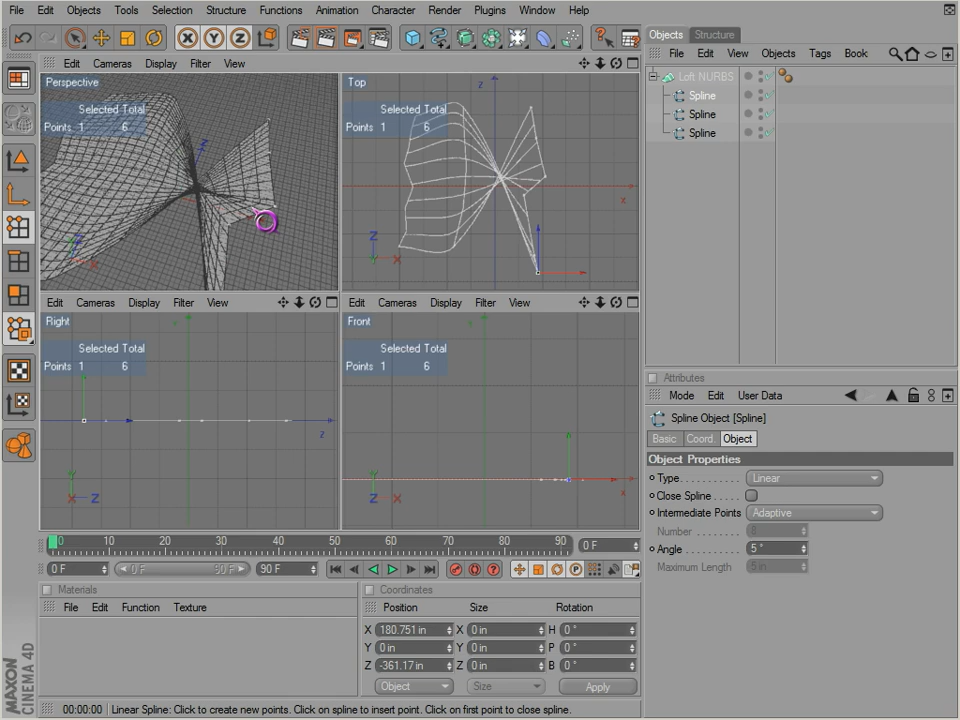 File Edit Objects Tools Selection Structure Functions Animation Character Render Plugins Window Help
Objects Structure
Edit Cameras Display Filter View
File Edit View Objects Tags Book
Perspective
Selected Total
Points 1 6
Top
Selected Total
Points 1 6
Loft NURBS
Spline
Spline
Spline
Z
X
Z
z
x
Z
X
Edit Cameras Display Filter View
Edit Cameras Display Filter View
Right
Selected Total
Points 1 6
Front
Selected Total
Points 1 6
Y
z
Y
X
Z
Y
x
Y
Z
X
Attributes
Mode Edit User Data
Spline Object [Spline]
Basic Coord Object
Object Properties
Type Linear
Close Spline
Intermediate Points Adaptive
Number 8
Angle 5 °
Maximum Length 5 in
0 10 20 30 40 50 60 70 80 90 0 F
0 F 0 F 90 F 90 F
Materials
File Edit Function Texture
Coordinates
Position Size Rotation
X 180.751 in X 0 in H 0 °
Y 0 in Y 0 in P 0 °
Z -361.17 in Z 0 in B 0 °
Object Size Apply
MAXON
CINEMA 4D
00:00:00 Linear Spline: Click to create new points. Click on spline to insert point. Click on first point to close spline.